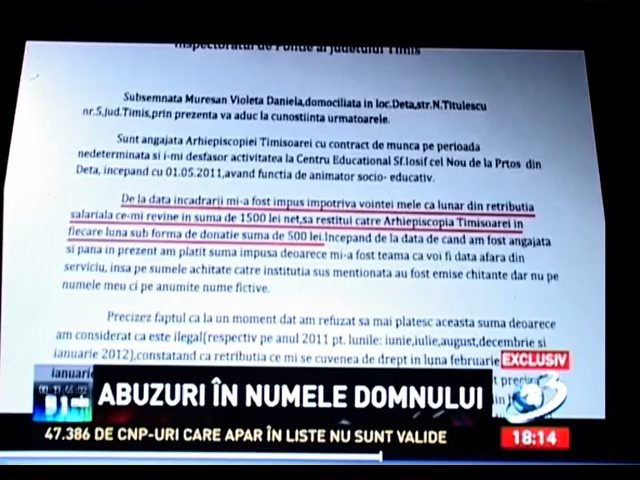 Inspectoratul de Politie al judetului Timis
Subsemnata Muresan Violeta Daniela,domiciliata in loc.Deta,str.N.Titulescu
nr.5,jud.Timis,prin prezenta va aduc la cunostiinta urmatoarele.
Sunt angajata Arhiepiscopiei Timisoarei cu contract de munca pe perioada
nedeterminata si i-mi desfasor activitatea la Centru Educational Sf.Iosif cel Nou de la Prtos din
Deta, incepand cu 01.05.2011,avand functia de animator socio- educativ.
De la data incadrarii mi-a fost impus impotriva vointei mele ca lunar din retributia
salariala ce-mi revine in suma de 1500 lei net,sa restitui catre Arhiepiscopia Timisoarei in
fiecare luna sub forma de donatie suma de 500 lei.Incepand de la data de cand am fost angajata
si pana in prezent am platit suma impusa deoarece mi-a fost teama ca voi fi data afara din
serviciu, insa pe sumele achitate catre institutia sus mentionata au fost emise chitante dar nu pe
numele meu ci pe anumite nume fictive.
Precizez faptul ca la un moment dat am refuzat sa mai platesc aceasta suma deoarece
am considerat ca este ilegal(respectiv pe anul 2011 pt. lunile: iunie,iulie,august,decembrie si
ianuarie 2012),constatand ca retributia ce mi se cuvenea de drept in luna februarie
EXCLUSIV
ABUZURI ÎN NUMELE DOMNULUI
3
47.386 DE CNP-URI CARE APAR ÎN LISTE NU SUNT VALIDE
18:14